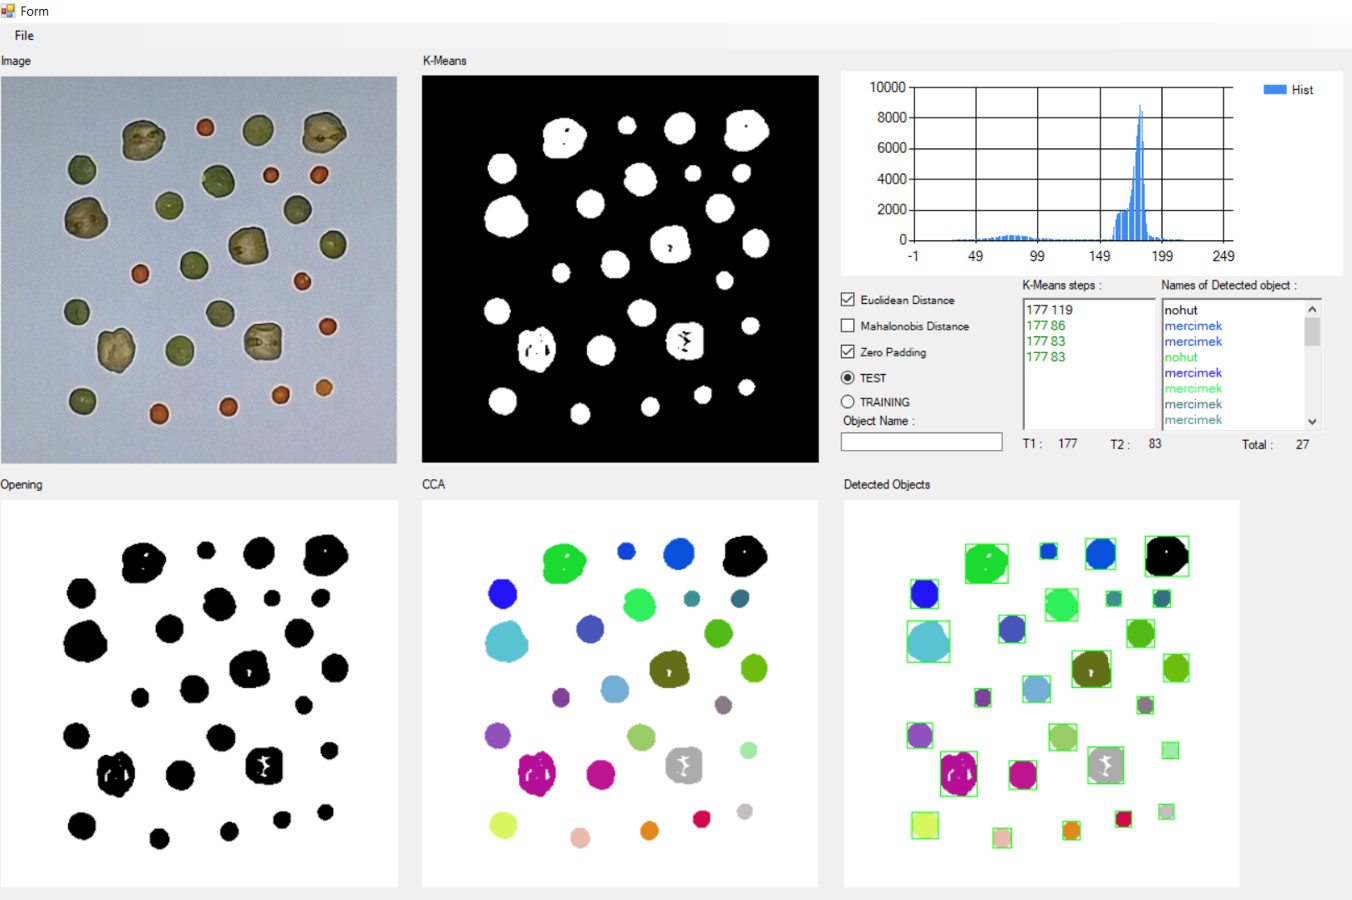 Form
File
Image
K-Means
10000
8000
6000
4000
2000
0
-1 49 99 149 199 249
Hist
Euclidean Distance
Mahalonobis Distance
Zero Padding
TEST
TRAINING
Object Name :
K-Means steps :
177 119
177 86
177 83
177 83
Names of Detected object :
nohut
mercimek
mercimek
nohut
mercimek
mercimek
mercimek
mercimek
T1 : 177 T2 : 83 Total : 27
Opening
CCA
Detected Objects